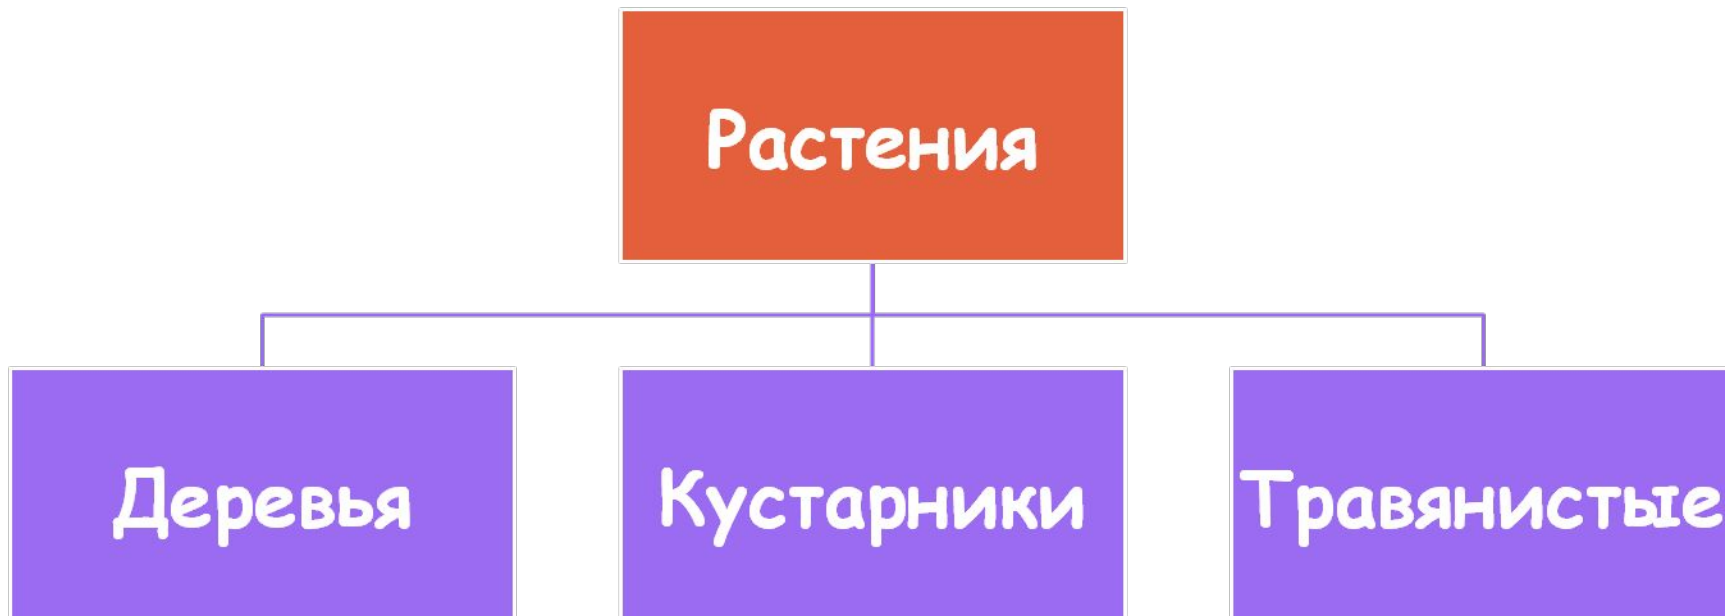 Растения
Деревья
Кустарники
Травянистые